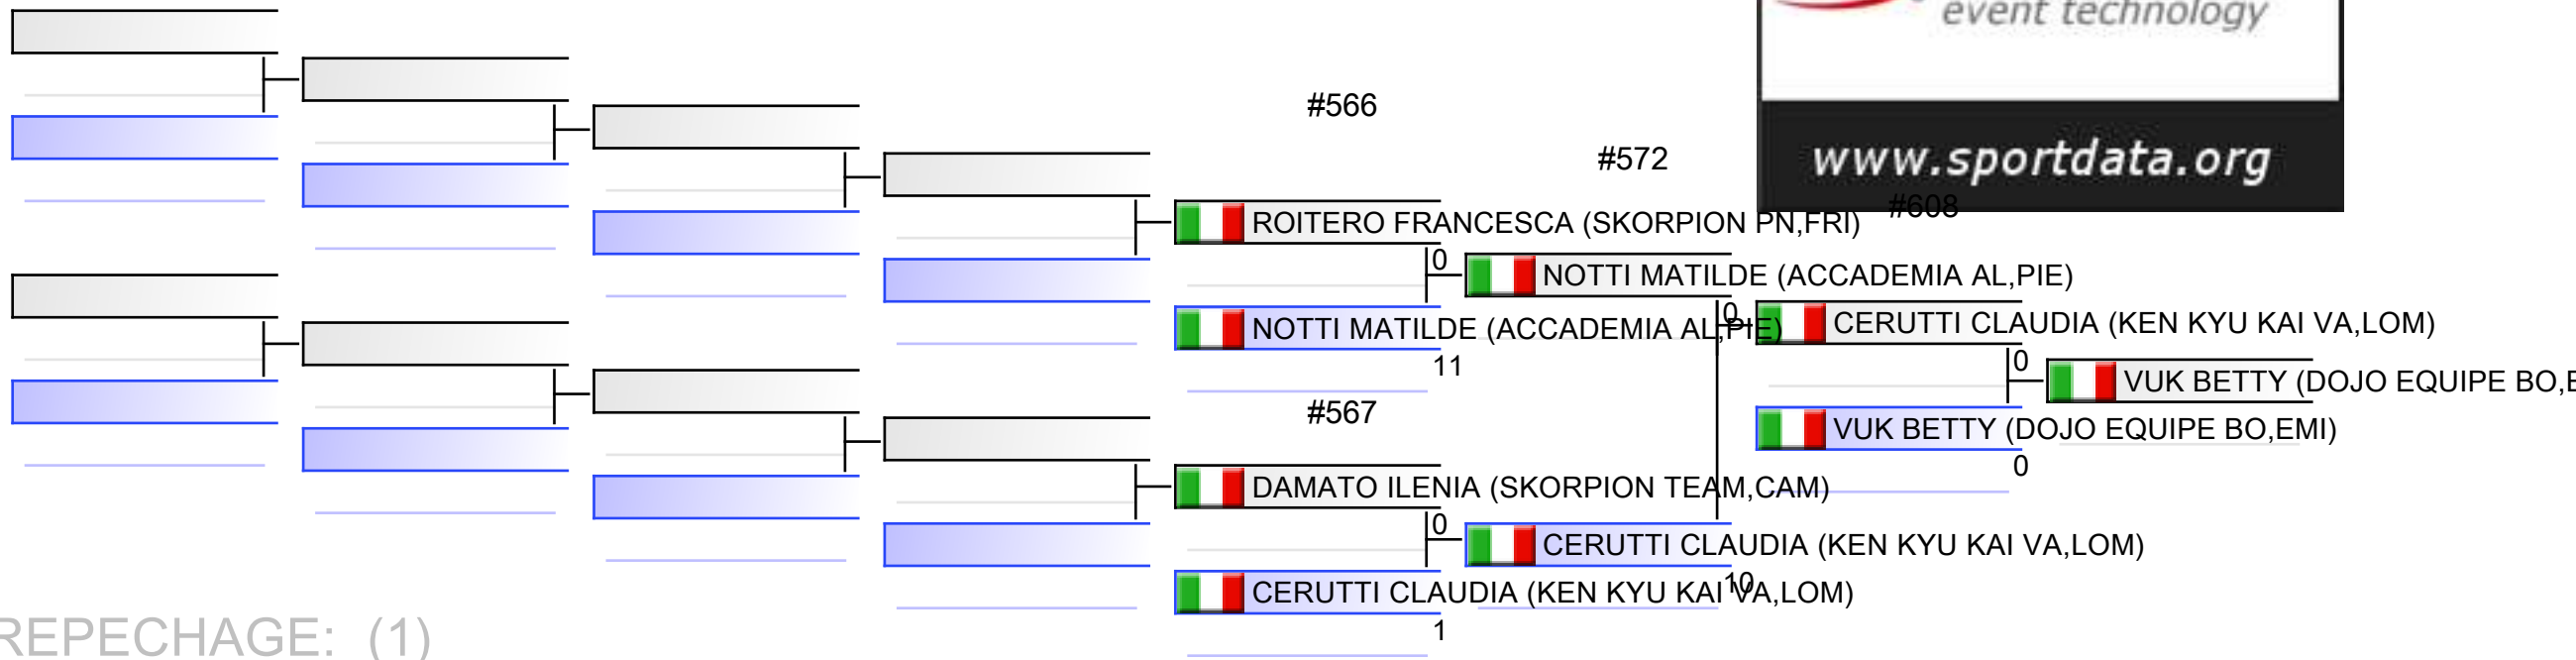 event technology
#566
#572
www.sportdata.org
#608
ROITERO FRANCESCA (SKORPION PN,FRI)
0
NOTTI MATILDE (ACCADEMIA AL,PIE)
NOTTI MATILDE (ACCADEMIA AL,PIE)
11
0
CERUTTI CLAUDIA (KEN KYU KAI VA,LOM)
0
VUK BETTY (DOJO EQUIPE BO,E
VUK BETTY (DOJO EQUIPE BO,EMI)
0
#567
DAMATO ILENIA (SKORPION TEAM,CAM)
0
CERUTTI CLAUDIA (KEN KYU KAI VA,LOM)
10
CERUTTI CLAUDIA (KEN KYU KAI VA,LOM)
1
REPECHAGE: (1)